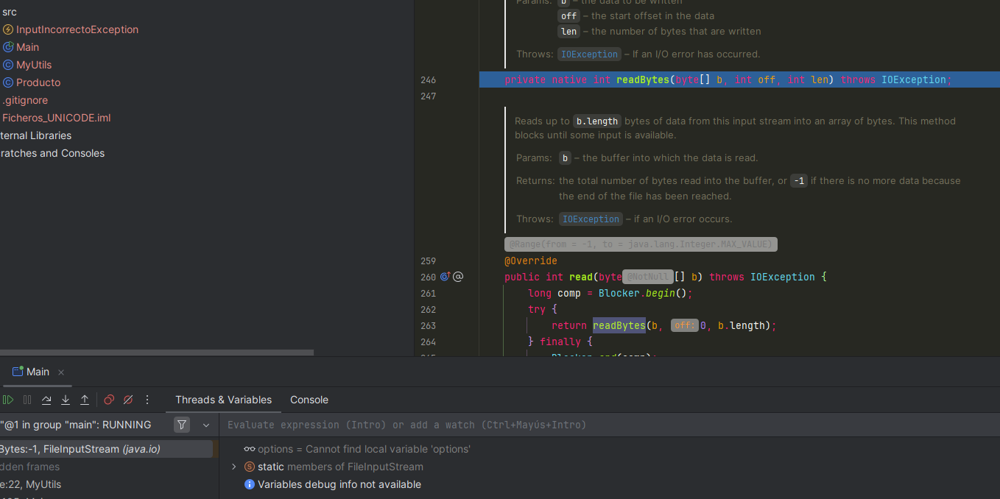 src
InputIncorrectoException
Main
MyUtils
Producto
.gitignore
Ficheros_UNICODE.iml
ternal Libraries
ratches and Consoles
Params: b – the data to be written
off – the start offset in the data
len – the number of bytes that are written
Throws: IOException – If an I/O error has occurred.
246 private native int readBytes(byte[] b, int off, int len) throws IOException;
247
Reads up to b.length bytes of data from this input stream into an array of bytes. This method
blocks until some input is available.
Params: b – the buffer into which the data is read.
Returns: the total number of bytes read into the buffer, or -1 if there is no more data because
the end of the file has been reached.
Throws: IOException – if an I/O error occurs.
@Range(from = -1, to = java.lang.Integer.MAX_VALUE)
259 @Override
260 @ public int read(byte @NotNull [] b) throws IOException {
261 long comp = Blocker.begin();
262 try {
263 return readBytes(b, off: 0, b.length);
264 } finally {
Main
Threads & Variables Console
"@1 in group "main": RUNNING
Evaluate expression (Intro) or add a watch (Ctrl+Mayús+Intro)
Bytes:-1, FileInputStream (java.io)
dden frames
e:22, MyUtils
options = Cannot find local variable 'options'
static members of FileInputStream
Variables debug info not available